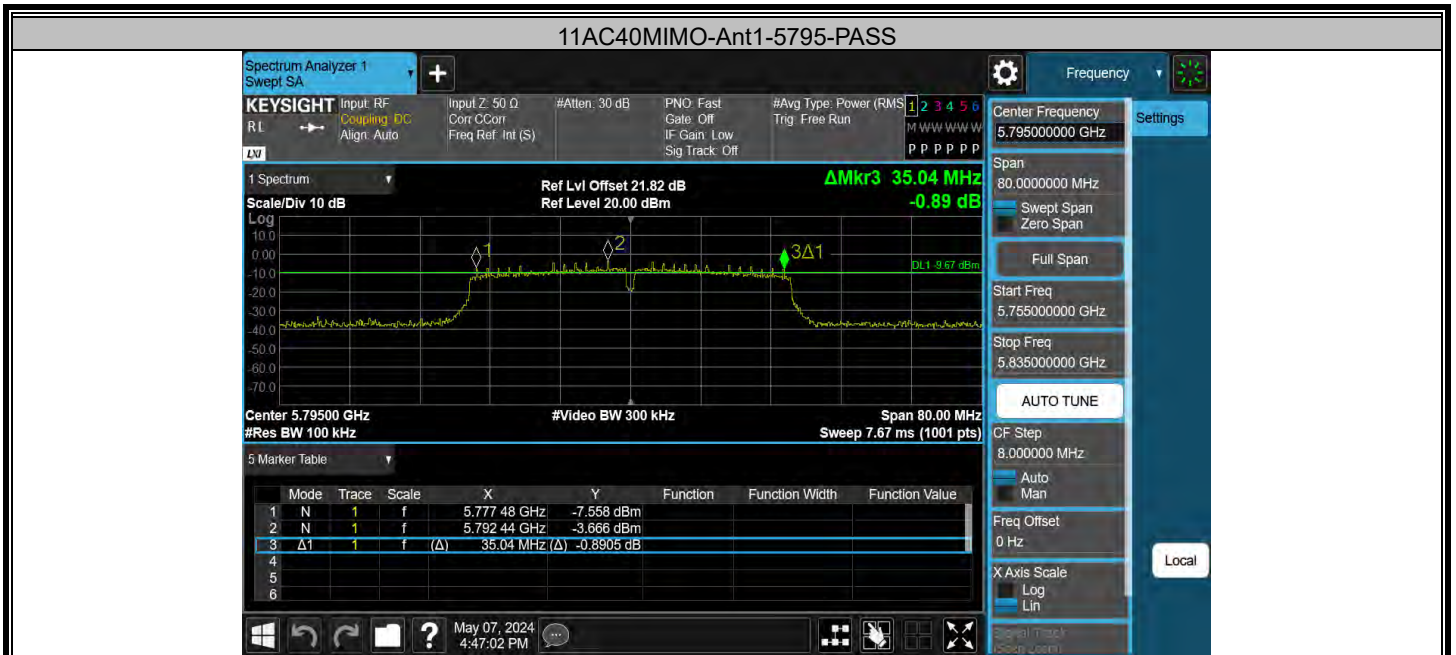 11AC40MIMO-Ant1-5795-PASS
Spectrum Analyzer 1
Swept SA
+
Frequency
KEYSIGHT
RL
LXI
Input: RF
Coupling: DC
Align: Auto
Input Z: 50 Ω
Corr CCorr
Freq Ref: Int (S)
#Atten: 30 dB
PNO: Fast
Gate: Off
IF Gain: Low
Sig Track: Off
#Avg Type: Power (RMS
Trig: Free Run
1 2 3 4 5 6
M W W W W W
P P P P P P
1 Spectrum
Scale/Div 10 dB
Ref Lvl Offset 21.82 dB
Ref Level 20.00 dBm
ΔMkr3 35.04 MHz
-0.89 dB
Log
10.0
0.00
-10.0
-20.0
-30.0
-40.0
-50.0
-60.0
-70.0
1
2
3Δ1
DL1 -9.67 dBm
Center 5.79500 GHz
#Res BW 100 kHz
#Video BW 300 kHz
Span 80.00 MHz
Sweep 7.67 ms (1001 pts)
5 Marker Table
Mode Trace Scale X Y Function Function Width Function Value
1 N 1 f 5.777 48 GHz -7.558 dBm
2 N 1 f 5.792 44 GHz -3.666 dBm
3 Δ1 1 f (Δ) 35.04 MHz (Δ) -0.8905 dB
4
5
6
Center Frequency
5.795000000 GHz
Span
80.0000000 MHz
Swept Span
Zero Span
Full Span
Start Freq
5.755000000 GHz
Stop Freq
5.835000000 GHz
AUTO TUNE
CF Step
8.000000 MHz
Auto
Man
Freq Offset
0 Hz
X Axis Scale
Log
Lin
Signal Track
(Span Zoom)
Settings
Local
?
May 07, 2024
4:47:02 PM